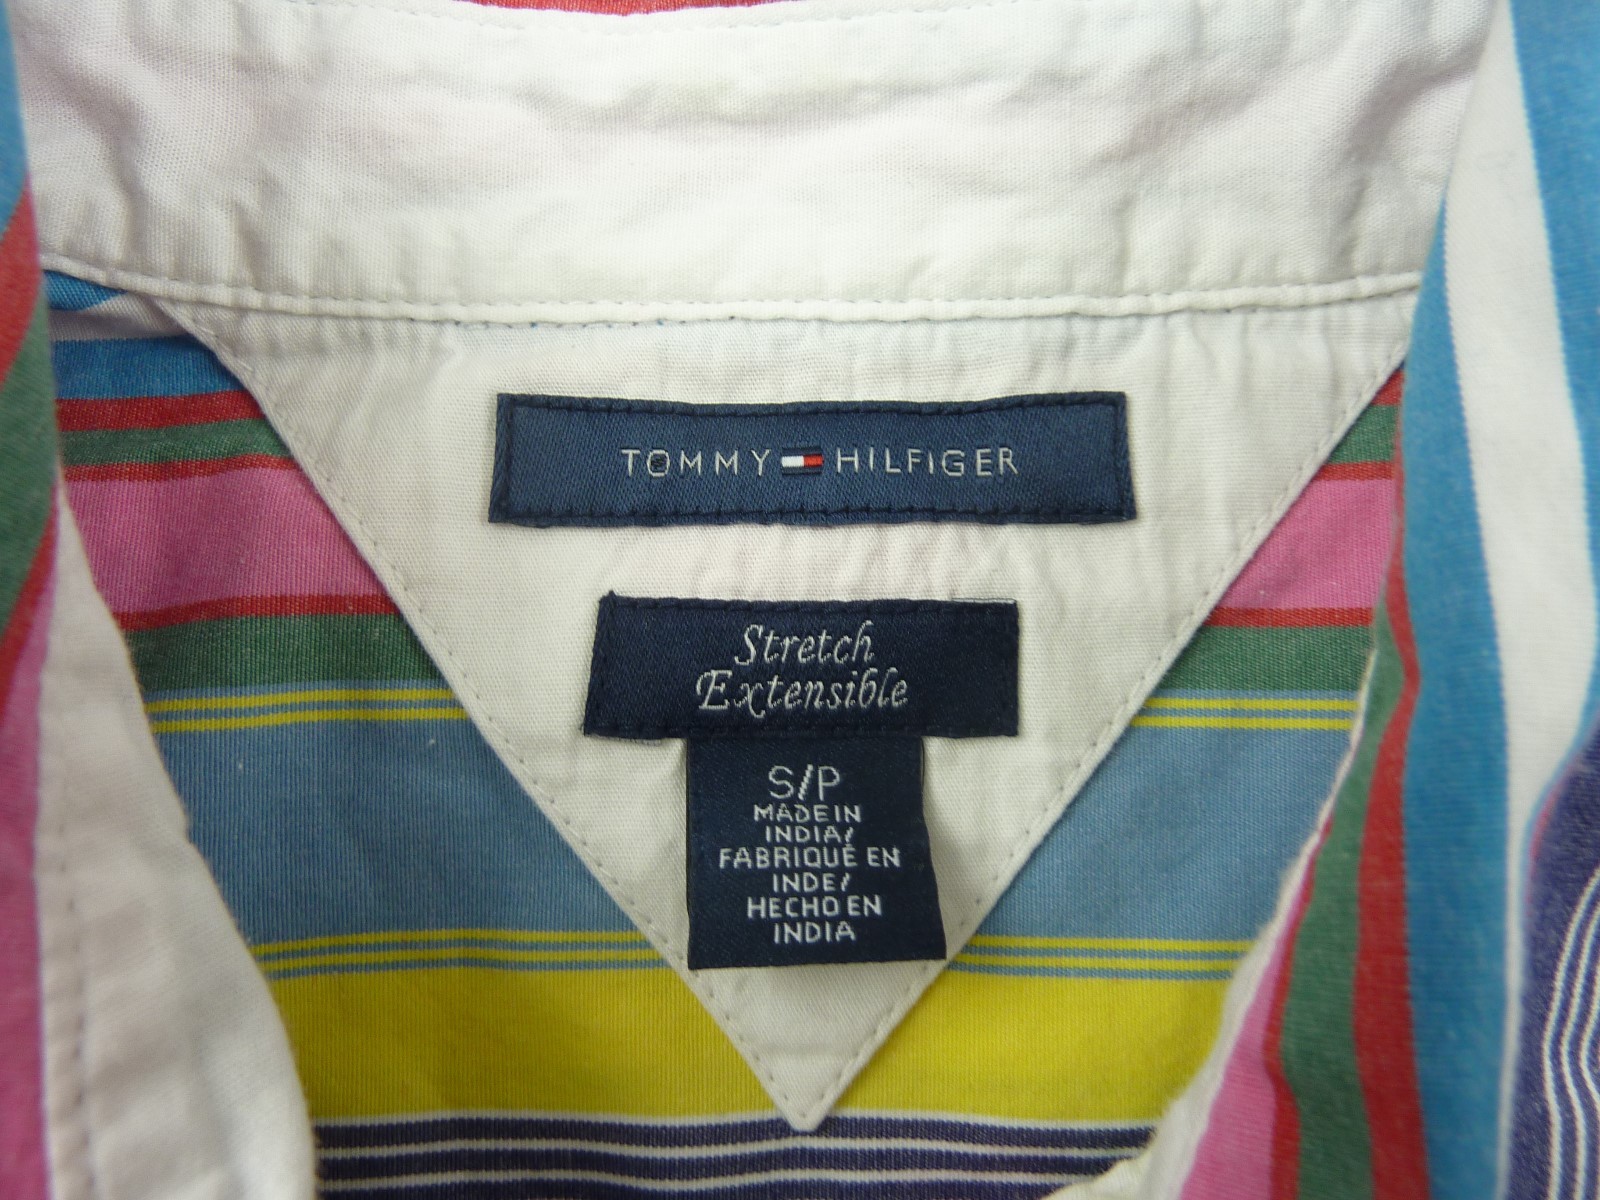 TOMMY HILFIGER
Stretch
Extensible
S/P
MADE IN
INDIA/
FABRIQUÉ EN
INDE/
HECHO EN
INDIA